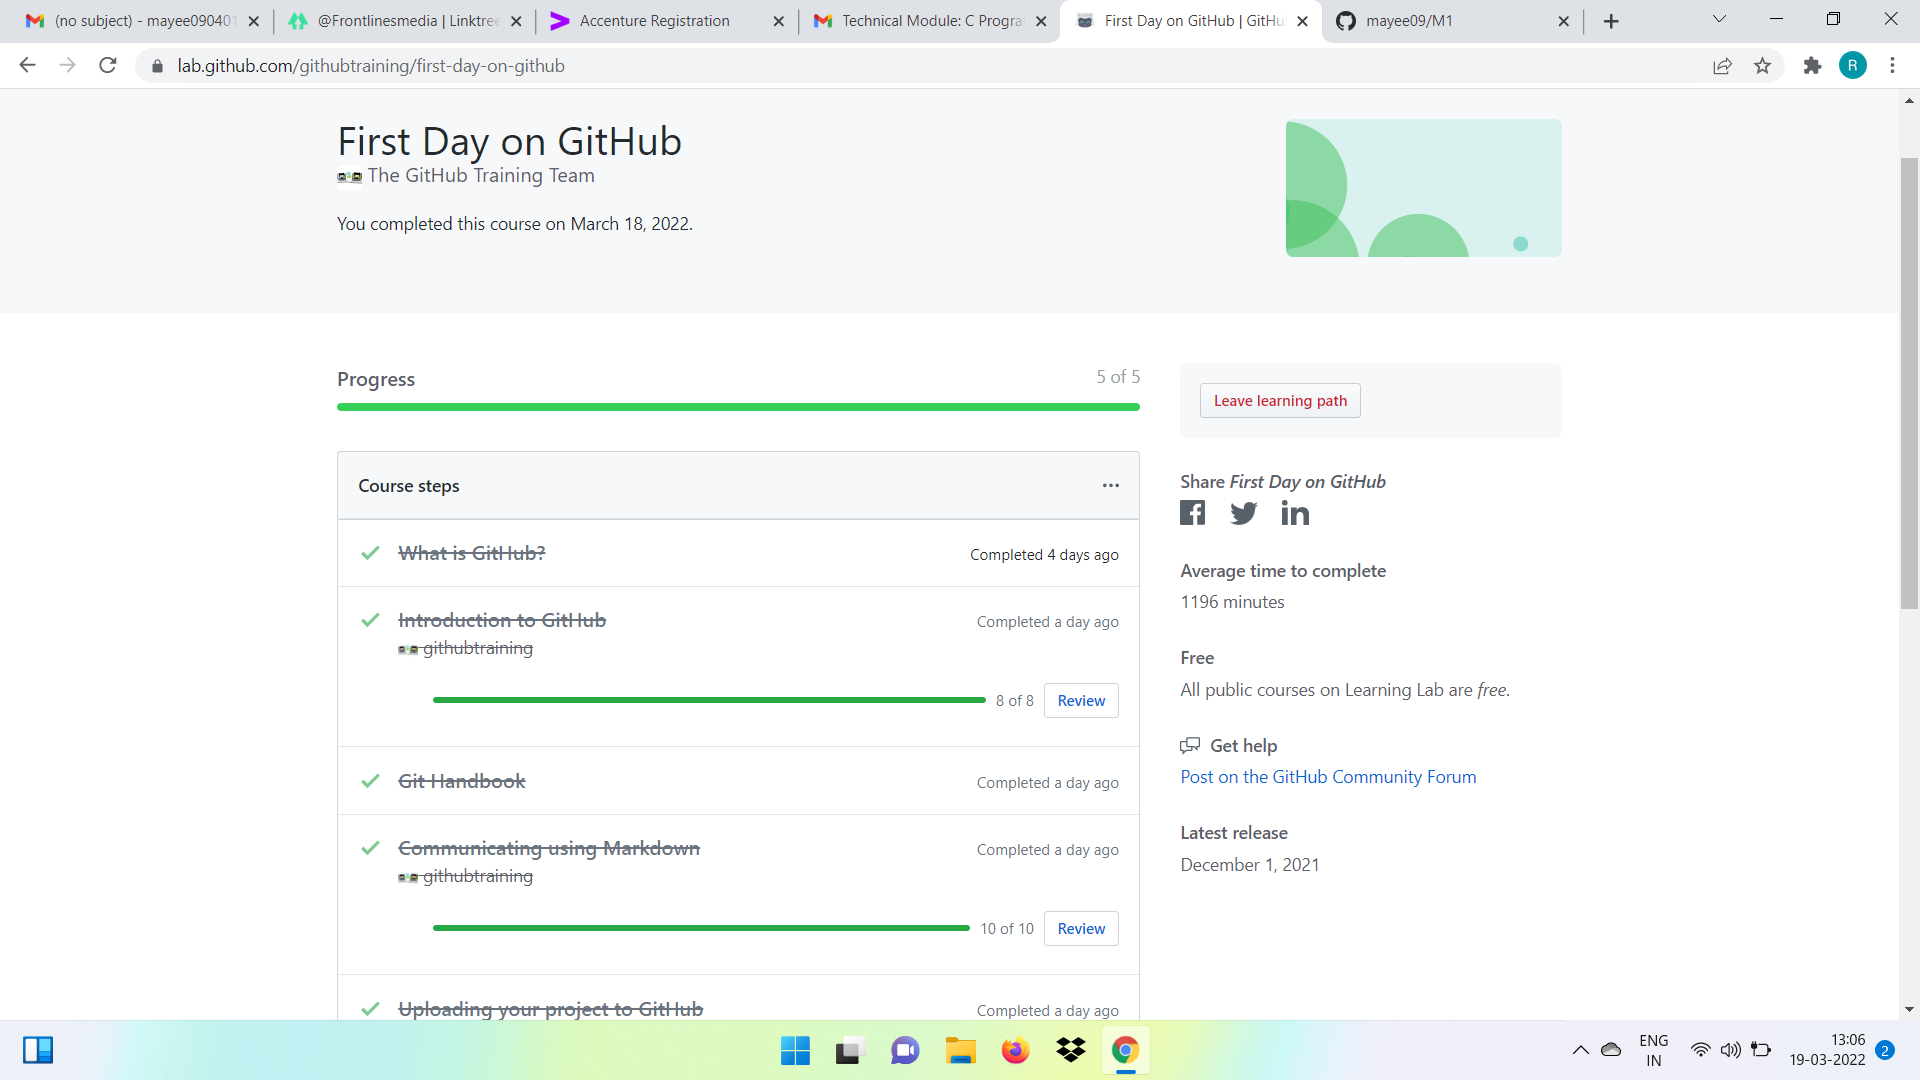 (no subject) - mayee090401
@Frontlinesmedia | Linktree
Accenture Registration
Technical Module: C Progra
First Day on GitHub | GitHu
mayee09/M1
lab.github.com/githubtraining/first-day-on-github
R
First Day on GitHub
The GitHub Training Team
You completed this course on March 18, 2022.
Progress
5 of 5
Course steps
What is GitHub?
Completed 4 days ago
Introduction to GitHub
Completed a day ago
githubtraining
8 of 8
Review
Git Handbook
Completed a day ago
Communicating using Markdown
Completed a day ago
githubtraining
10 of 10
Review
Uploading your project to GitHub
Completed a day ago
Leave learning path
Share First Day on GitHub
Average time to complete
1196 minutes
Free
All public courses on Learning Lab are free.
Get help
Post on the GitHub Community Forum
Latest release
December 1, 2021
ENG
IN
13:06
19-03-2022
2